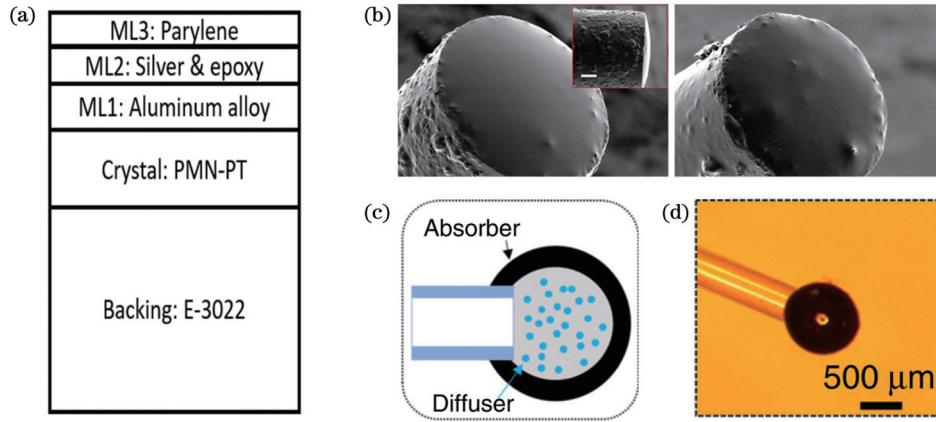 (a)
ML3: Parylene
ML2: Silver & epoxy
ML1: Aluminum alloy
Crystal: PMN-PT
Backing: E-3022
(b)
(c)
Absorber
Diffuser
(d)
500 μm